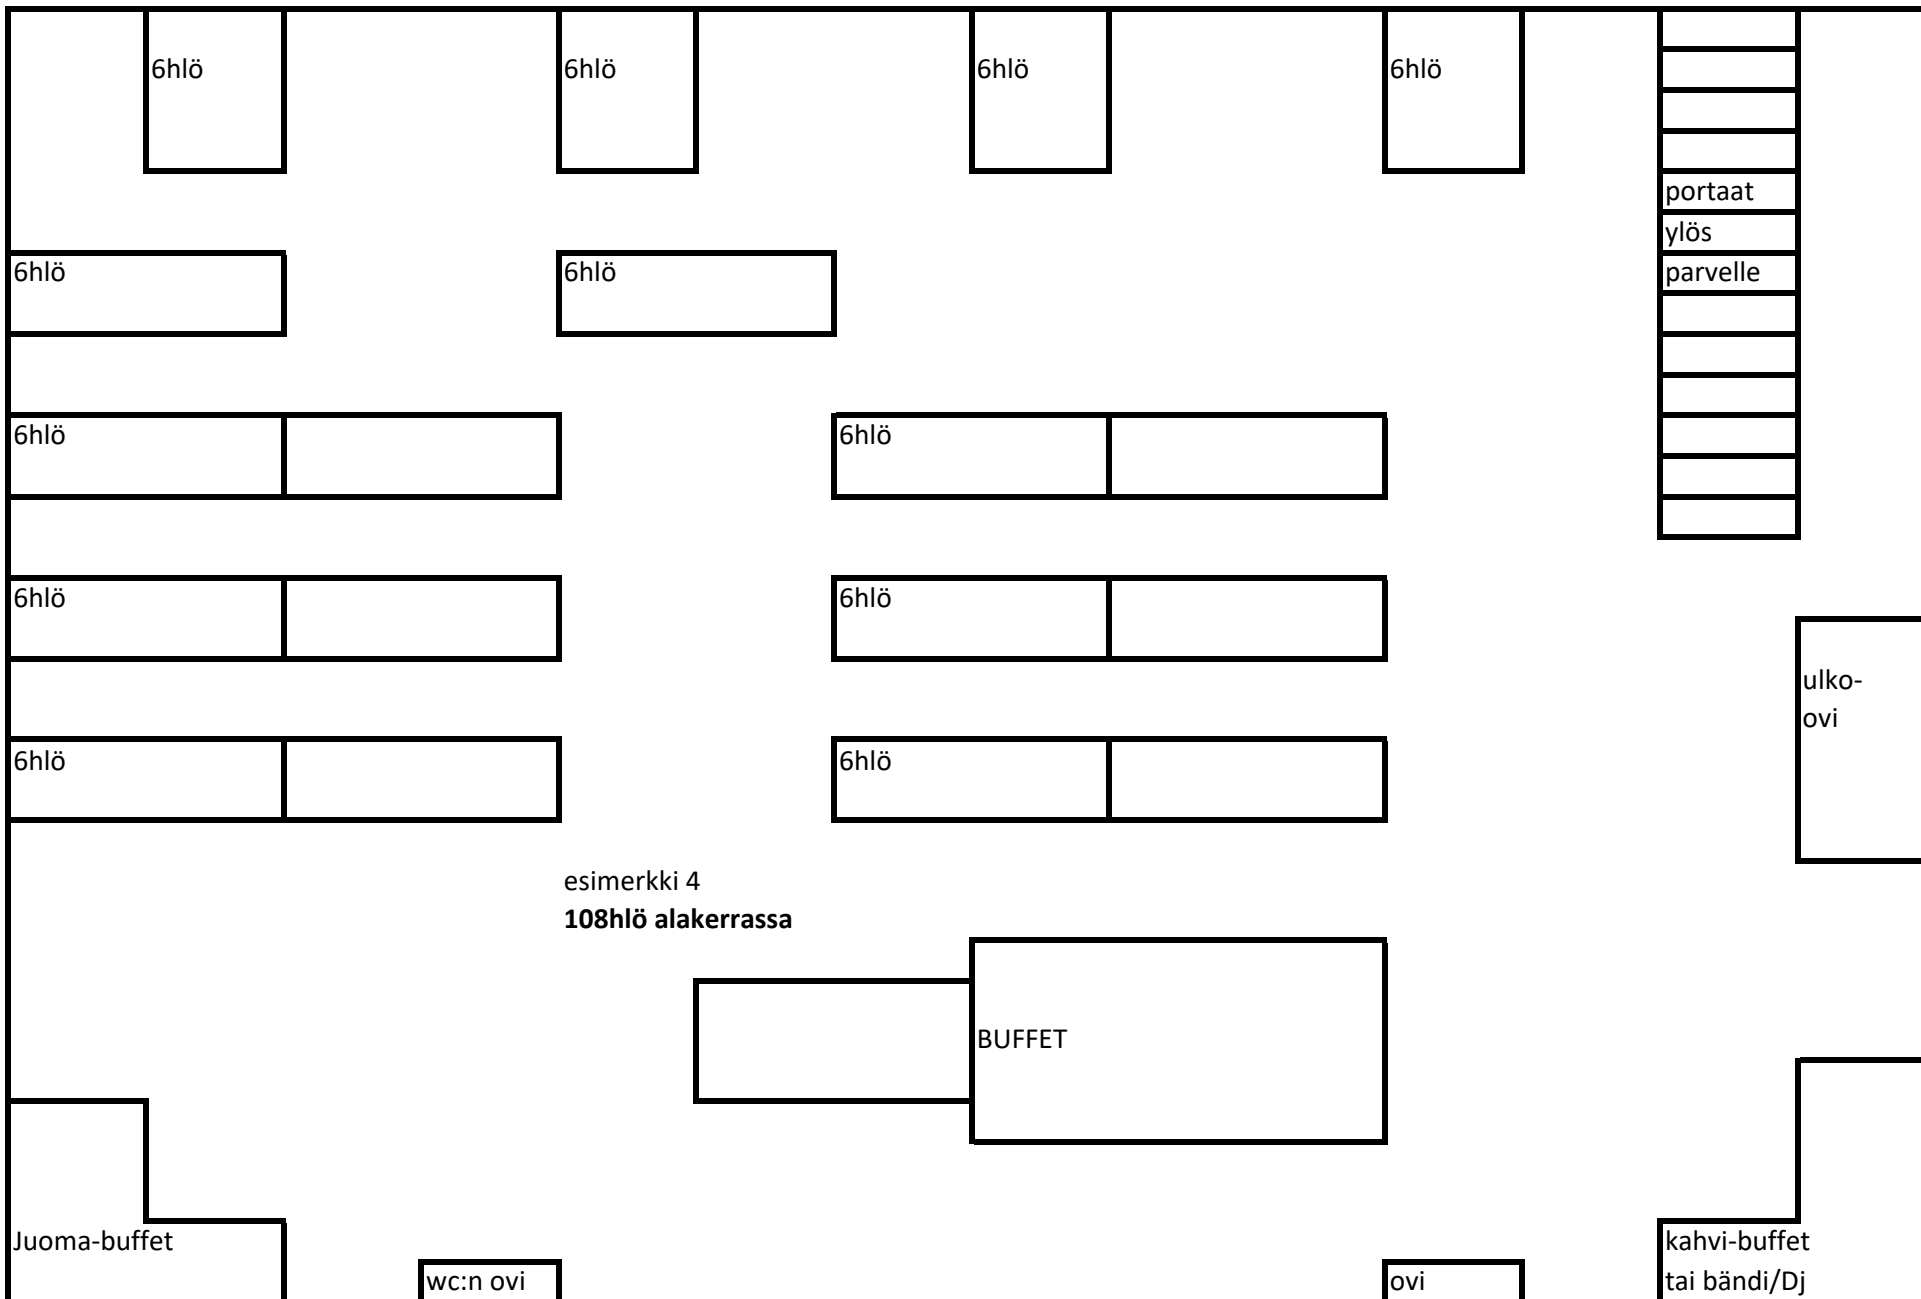 6hlö 6hlö 6hlö 6hlö
portaat
ylös
6hlö 6hlö parvelle
6hlö 6hlö
6hlö 6hlö
ulko-
ovi
6hlö 6hlö
esimerkki 4
108hlö alakerrassa
BUFFET
Juoma-buffet kahvi-buffet
wc:n ovi ovi tai bändi/Dj